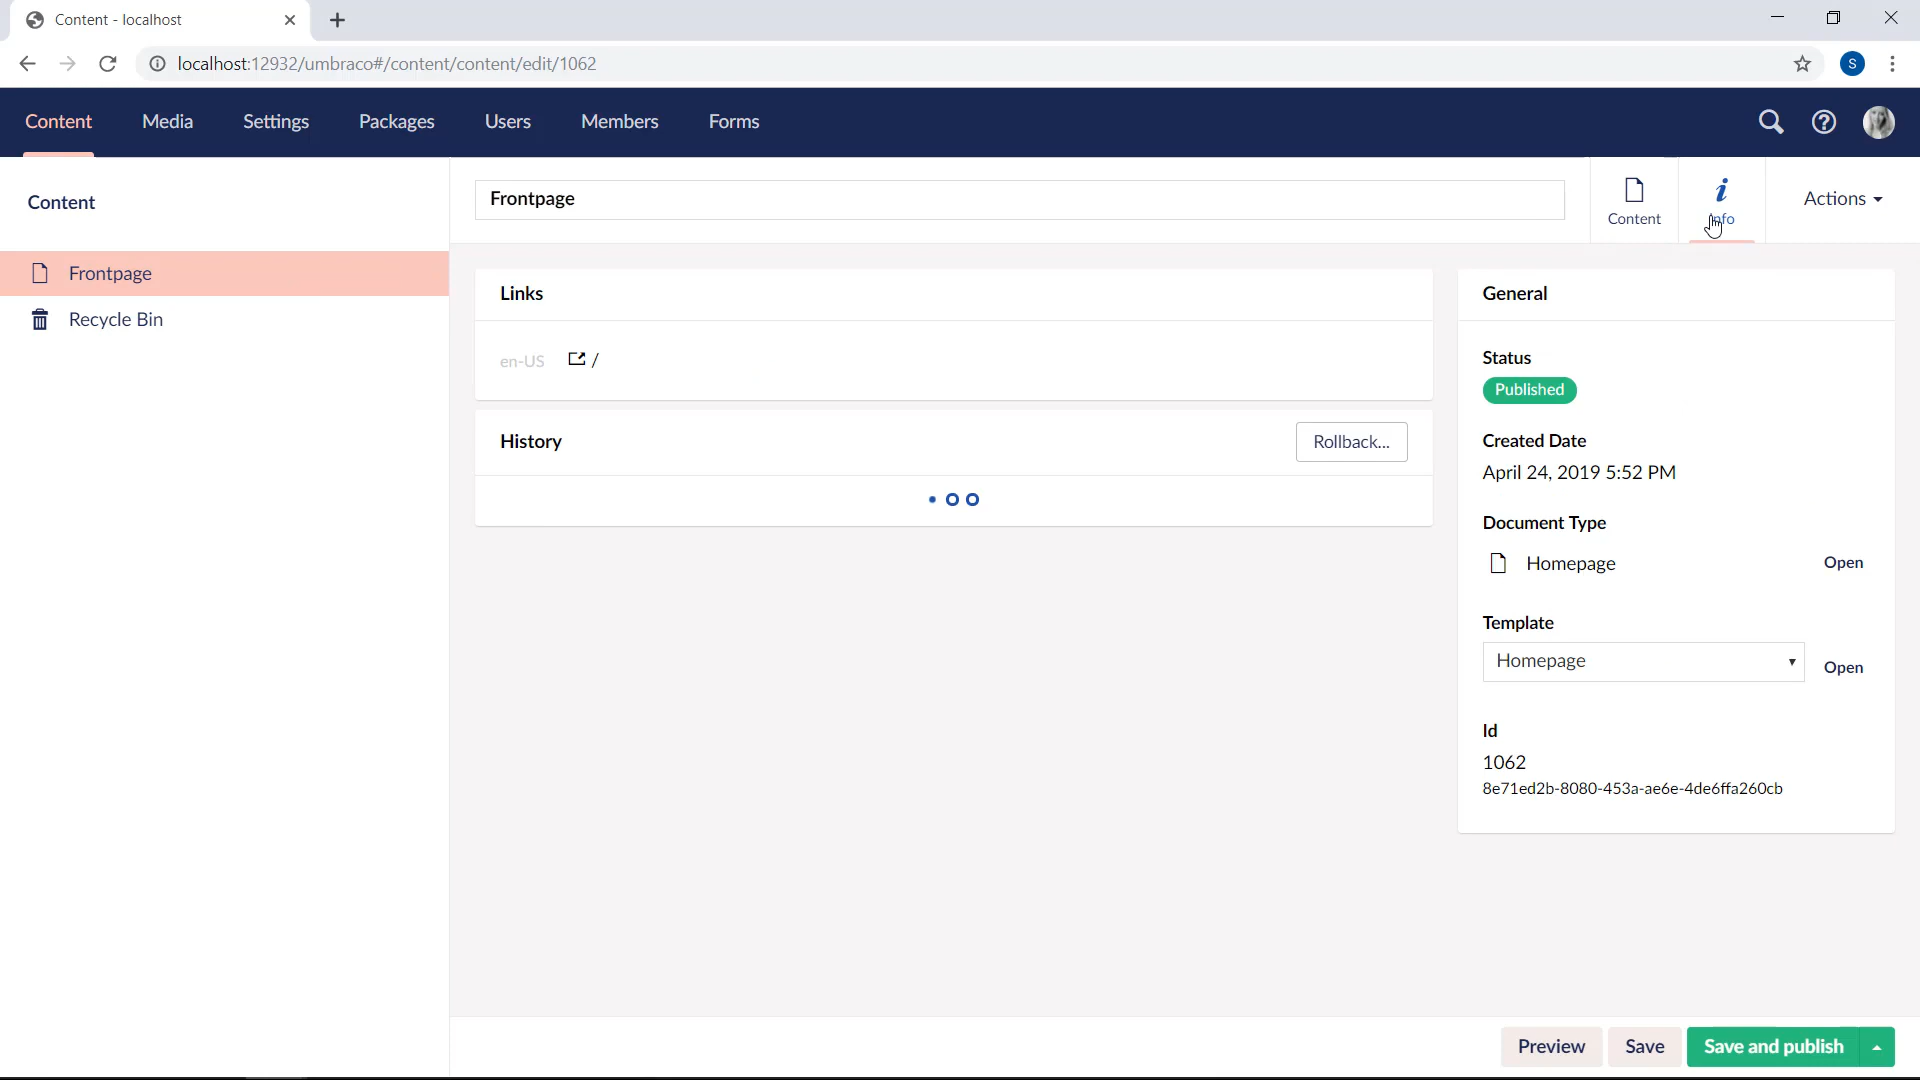 Content - localhost
localhost:12932/umbraco#/content/content/edit/1062
S
Content Media Settings Packages Users Members Forms
Content
Frontpage
Recycle Bin
Frontpage
Content
Info
Actions
Links
en-US /
History
Rollback...
General
Status
Published
Created Date
April 24, 2019 5:52 PM
Document Type
Homepage Open
Template
Homepage Open
Id
1062
8e71ed2b-8080-453a-ae6e-4de6ffa260cb
Preview Save Save and publish